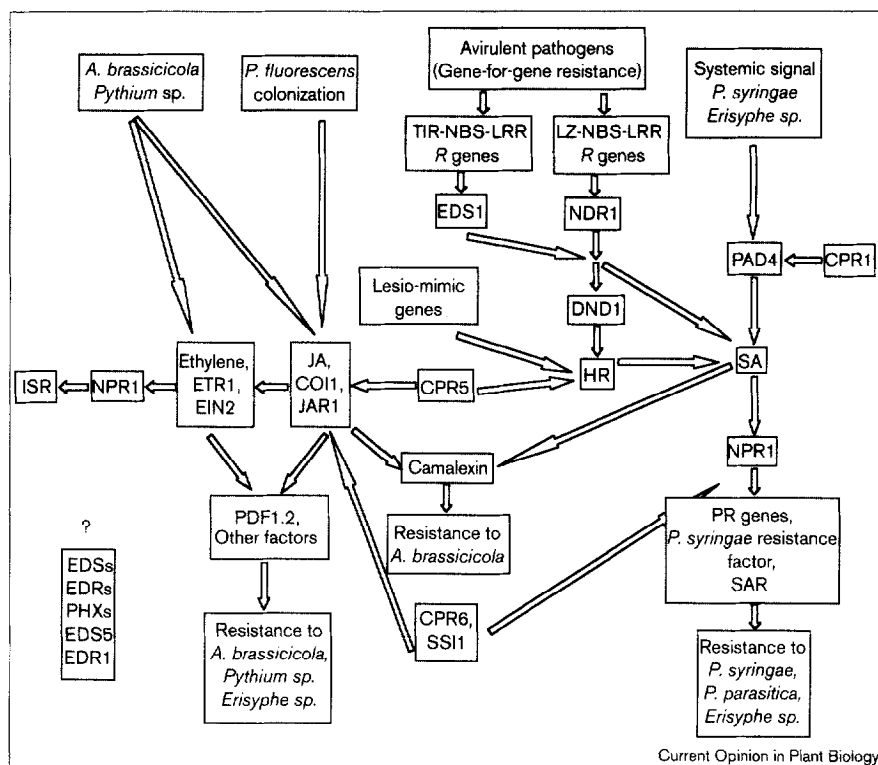 A. brassicicola
Pythium sp.
P. fluorescens
colonization
Avirulent pathogens
(Gene-for-gene resistance)
Systemic signal
P. syringae
Erisyphe sp.
TIR-NBS-LRR
R genes
LZ-NBS-LRR
R genes
EDS1
NDR1
PAD4
CPR1
Lesio-mimic
genes
DND1
ISR
NPR1
Ethylene,
ETR1,
EIN2
JA,
COI1,
JAR1
CPR5
HR
SA
Camalexin
NPR1
PDF1.2,
Other factors
Resistance to
A. brassicicola
PR genes,
P. syringae resistance
factor,
SAR
?
EDSs
EDRs
PHXs
EDS5
EDR1
Resistance to
A. brassicicola,
Pythium sp.
Erisyphe sp.
CPR6,
SSI1
Resistance to
P. syringae,
P. parasitica,
Erisyphe sp.
Current Opinion in Plant Biology